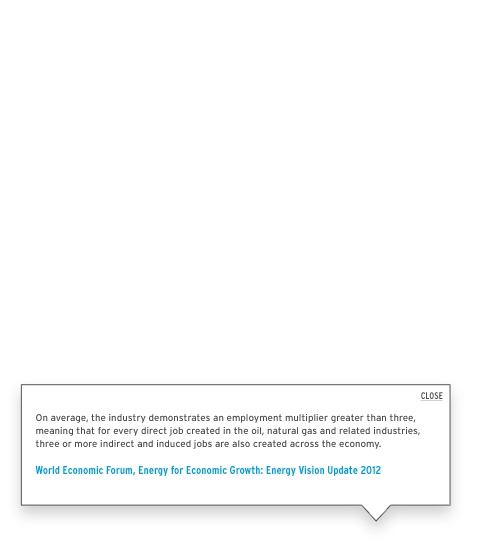 CLOSE
On average, the industry demonstrates an employment multiplier greater than three,
meaning that for every direct job created in the oil, natural gas and related industries,
three or more indirect and induced jobs are also created across the economy.
World Economic Forum, Energy for Economic Growth: Energy Vision Update 2012